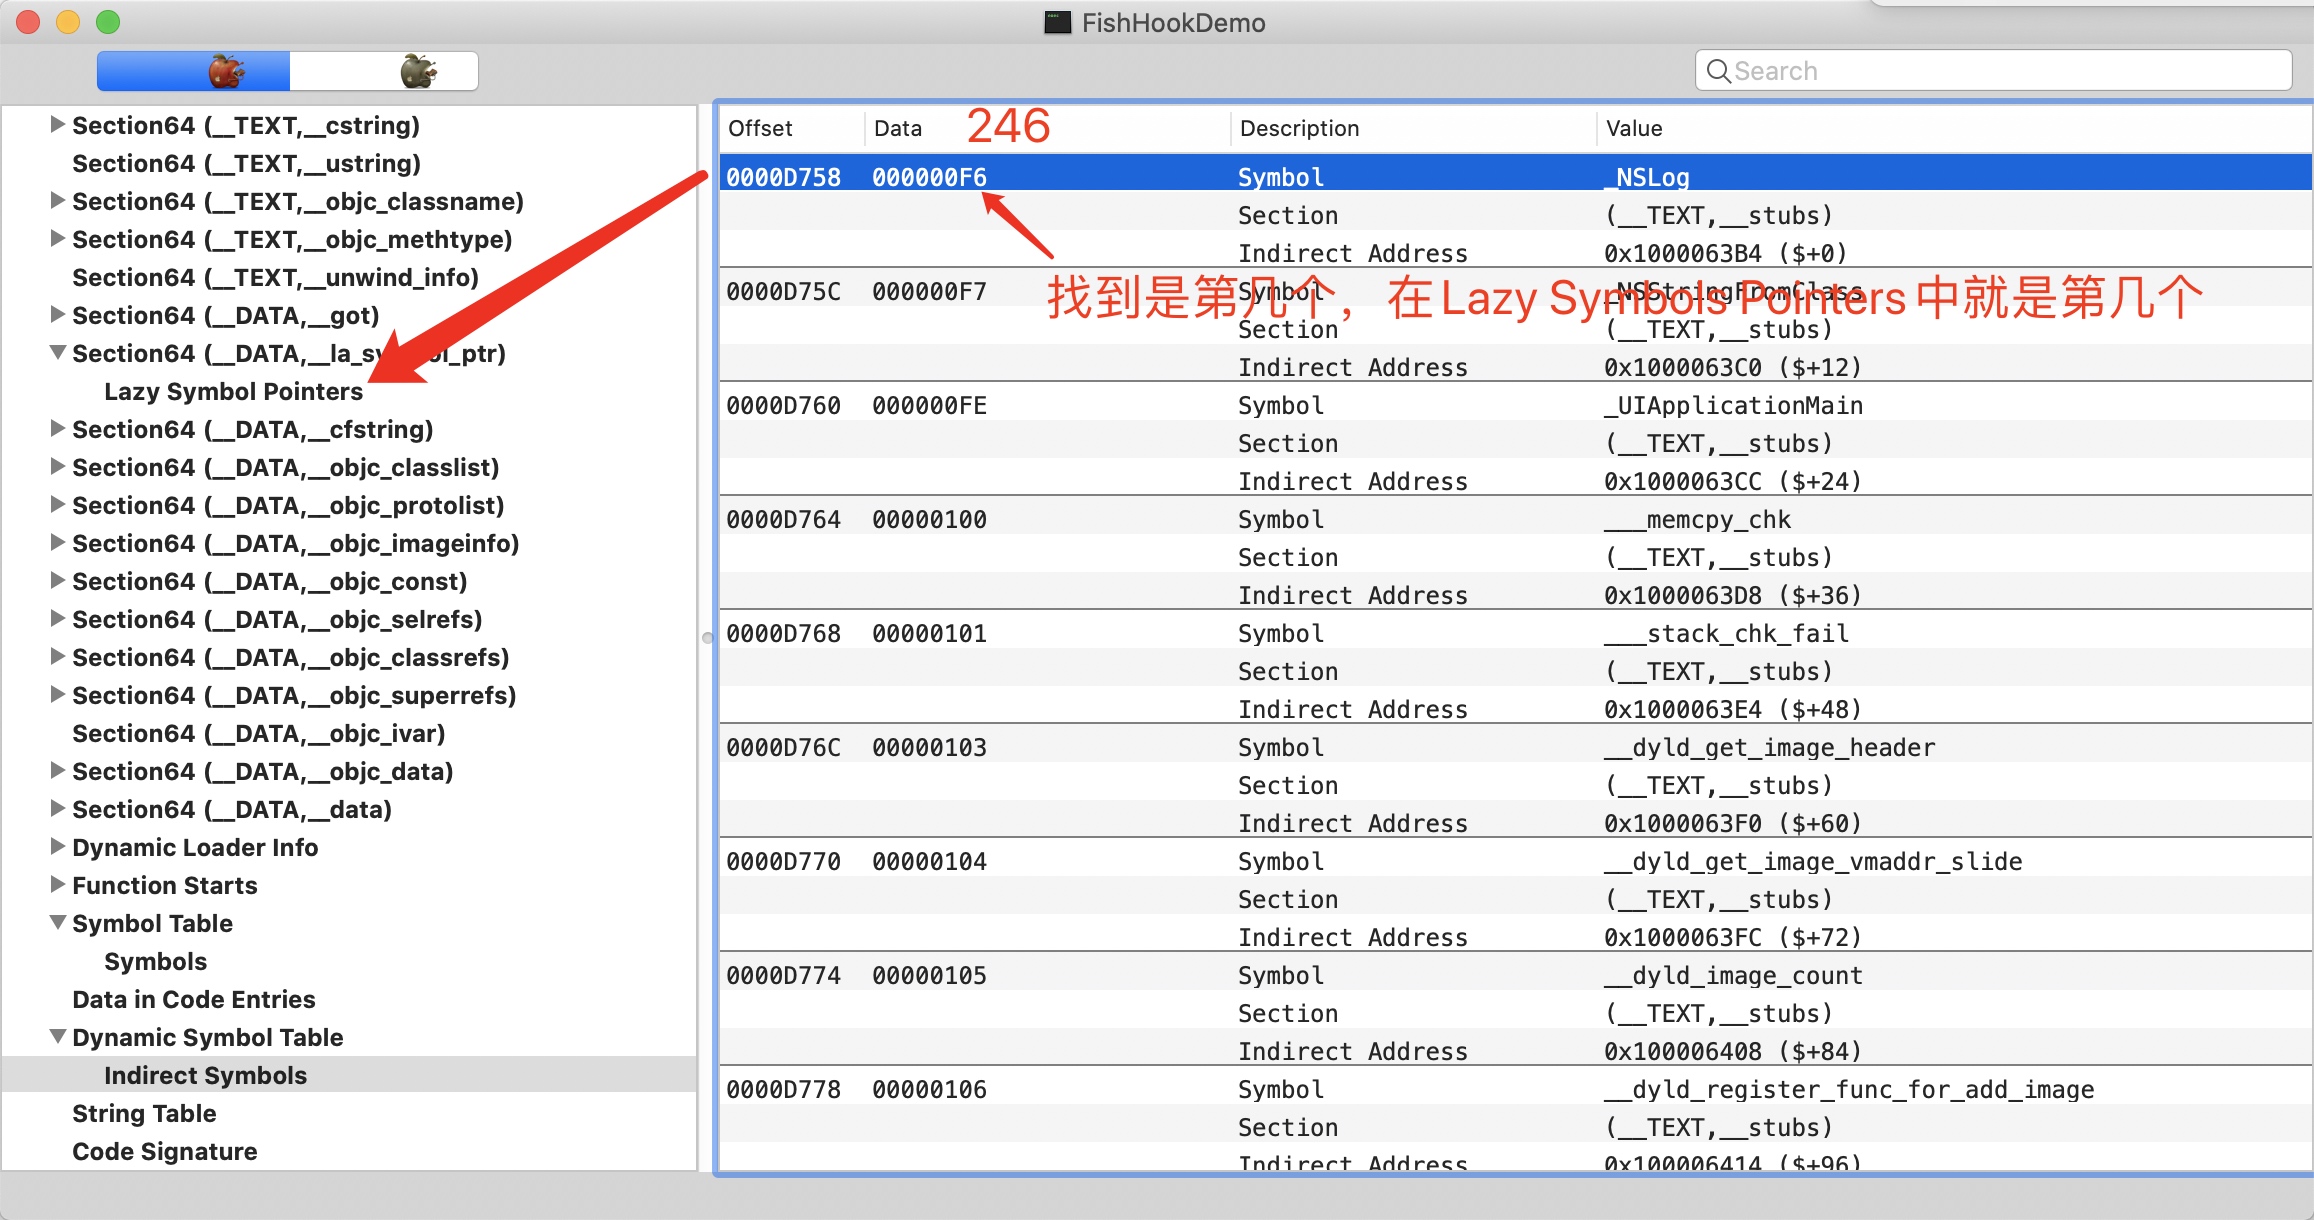 FishHookDemo
Search
Section64 (__TEXT,__cstring)
Section64 (__TEXT,__ustring)
Section64 (__TEXT,__objc_classname)
Section64 (__TEXT,__objc_methtype)
Section64 (__TEXT,__unwind_info)
Section64 (__DATA,__got)
Section64 (__DATA,__la_sy ol_ptr)
Lazy Symbol Pointers
Section64 (__DATA,__cfstring)
Section64 (__DATA,__objc_classlist)
Section64 (__DATA,__objc_protolist)
Section64 (__DATA,__objc_imageinfo)
Section64 (__DATA,__objc_const)
Section64 (__DATA,__objc_selrefs)
Section64 (__DATA,__objc_classrefs)
Section64 (__DATA,__objc_superrefs)
Section64 (__DATA,__objc_ivar)
Section64 (__DATA,__objc_data)
Section64 (__DATA,__data)
Dynamic Loader Info
Function Starts
Symbol Table
Symbols
Data in Code Entries
Dynamic Symbol Table
Indirect Symbols
String Table
Code Signature
Offset Data 246 Description Value
0000D758 000000F6 Symbol _NSLog
Section (__TEXT,__stubs)
Indirect Address 0x1000063B4 ($+0)
找到是第几个，在Lazy Symbols Pointers中就是第几个
0000D75C 000000F7 Symbol _NSStringFromClass
Section (__TEXT,__stubs)
Indirect Address 0x1000063C0 ($+12)
0000D760 000000FE Symbol _UIApplicationMain
Section (__TEXT,__stubs)
Indirect Address 0x1000063CC ($+24)
0000D764 00000100 Symbol ___memcpy_chk
Section (__TEXT,__stubs)
Indirect Address 0x1000063D8 ($+36)
0000D768 00000101 Symbol ___stack_chk_fail
Section (__TEXT,__stubs)
Indirect Address 0x1000063E4 ($+48)
0000D76C 00000103 Symbol __dyld_get_image_header
Section (__TEXT,__stubs)
Indirect Address 0x1000063F0 ($+60)
0000D770 00000104 Symbol __dyld_get_image_vmaddr_slide
Section (__TEXT,__stubs)
Indirect Address 0x1000063FC ($+72)
0000D774 00000105 Symbol __dyld_image_count
Section (__TEXT,__stubs)
Indirect Address 0x100006408 ($+84)
0000D778 00000106 Symbol __dyld_register_func_for_add_image
Section (__TEXT,__stubs)
Indirect Address 0x100006414 ($+96)